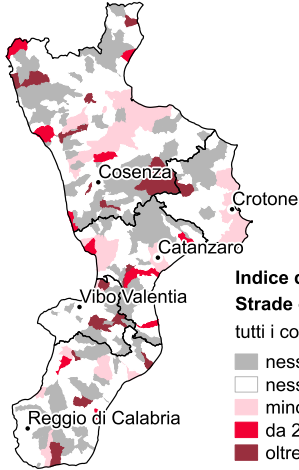 Cosenza
Crotone
Catanzaro
Indice d
Vibo Valentia
Strade
tutti i co
ness
ness
mino
da 2
Reggio di Calabria
oltre